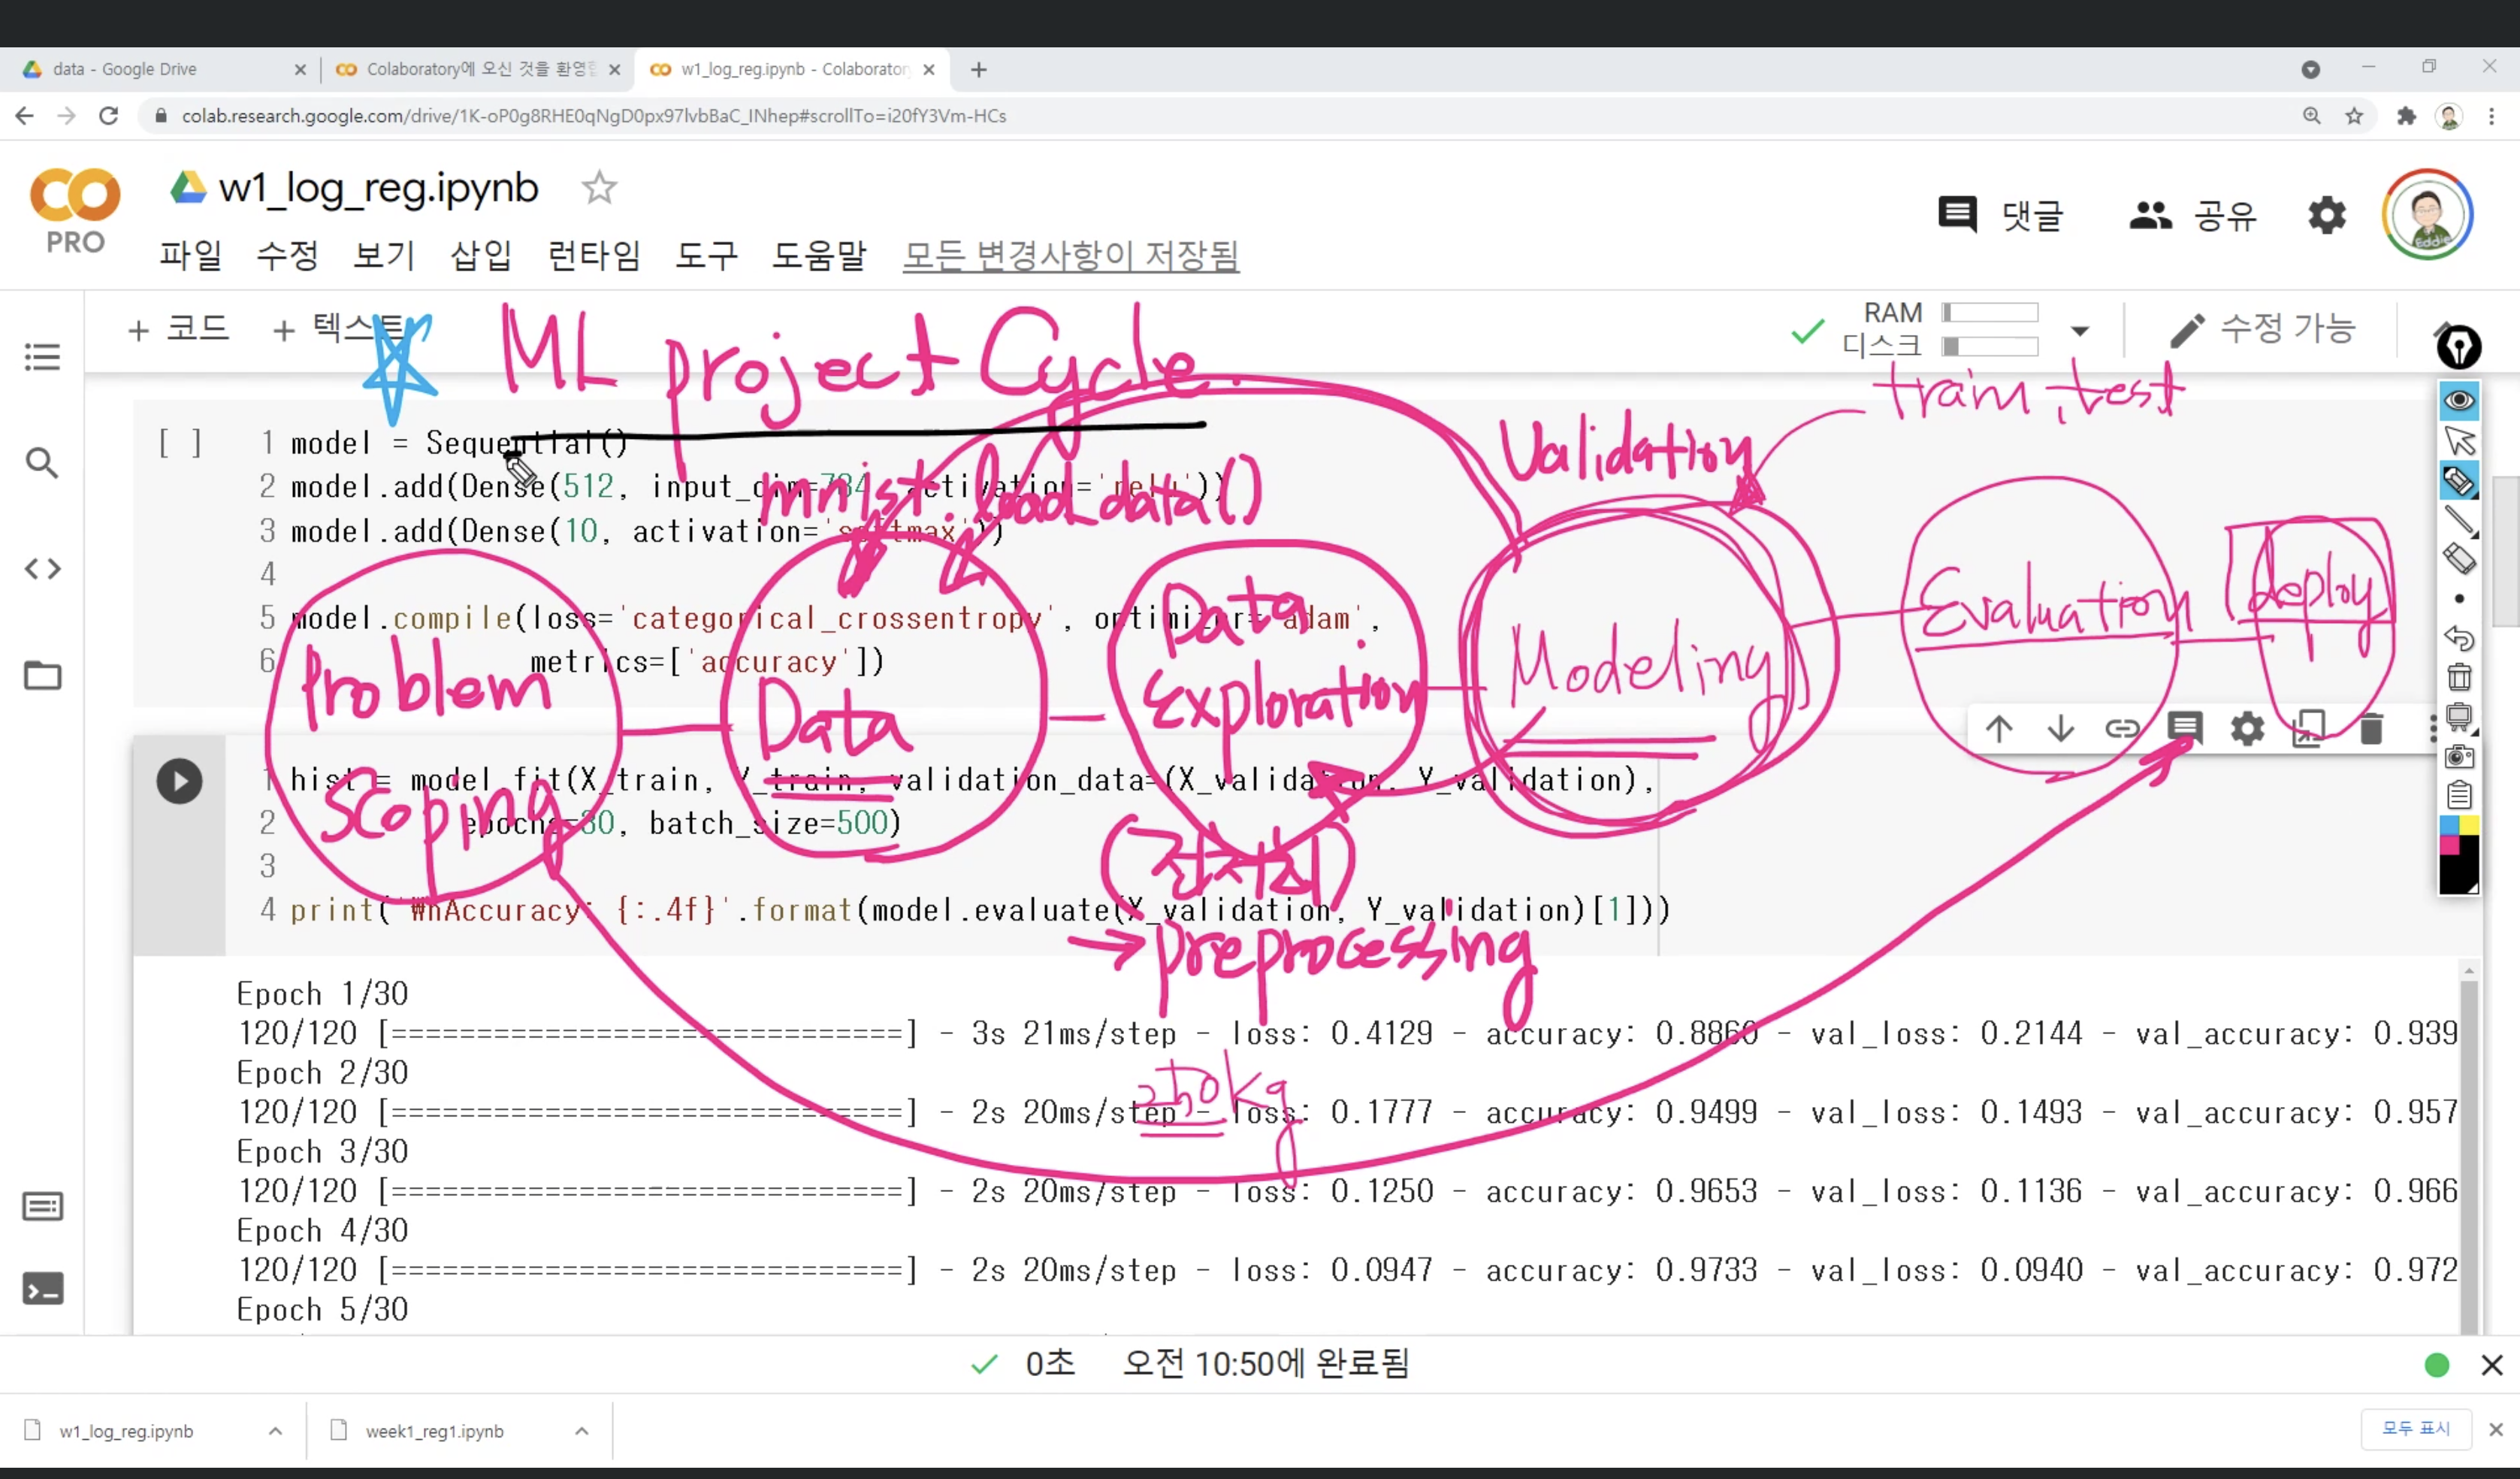 data - Google Drive
Colaboratory에 오신 것을 환영합
w1_log_reg.ipynb - Colaborator
colab.research.google.com/drive/1K-oP0g8RHE0qNgD0px97lvbBaC_INhep#scrollTo=i20fY3Vm-HCs
PRO
w1_log_reg.ipynb
댓글
공유
Eddie
파일 수정 보기 삽입 런타임 도구 도움말 모든 변경사항이 저장됨
+ 코드 + 텍스트
RAM
디스크
수정 가능
ML project Cycle
train, test
Validation
[ ]
1 model = Sequential()
2 model.add(Dense(512, input_dim=784, activation='relu'))
mnist.load_data()
3 model.add(Dense(10, activation='softmax'))
4
5 model.compile(loss='categorical_crossentropy', optimizer='adam',
6 metrics=['accuracy'])
Problem Scoping
Data
Data Exploration
Modeling
Evaluation
deploy
1 hist = model.fit(X_train, Y_train, validation_data=(X_validation, Y_validation),
2 epochs=30, batch_size=500)
3
(전처리)
4 print('₩nAccuracy: {:.4f}'.format(model.evaluate(X_validation, Y_validation)[1]))
→ preprocessing
Epoch 1/30
120/120 [==============================] - 3s 21ms/step - loss: 0.4129 - accuracy: 0.8860 - val_loss: 0.2144 - val_accuracy: 0.939
Epoch 2/30
250kg
120/120 [==============================] - 2s 20ms/step - loss: 0.1777 - accuracy: 0.9499 - val_loss: 0.1493 - val_accuracy: 0.957
Epoch 3/30
120/120 [==============================] - 2s 20ms/step - loss: 0.1250 - accuracy: 0.9653 - val_loss: 0.1136 - val_accuracy: 0.966
Epoch 4/30
120/120 [==============================] - 2s 20ms/step - loss: 0.0947 - accuracy: 0.9733 - val_loss: 0.0940 - val_accuracy: 0.972
Epoch 5/30
0초 오전 10:50에 완료됨
w1_log_reg.ipynb
week1_reg1.ipynb
모두 표시